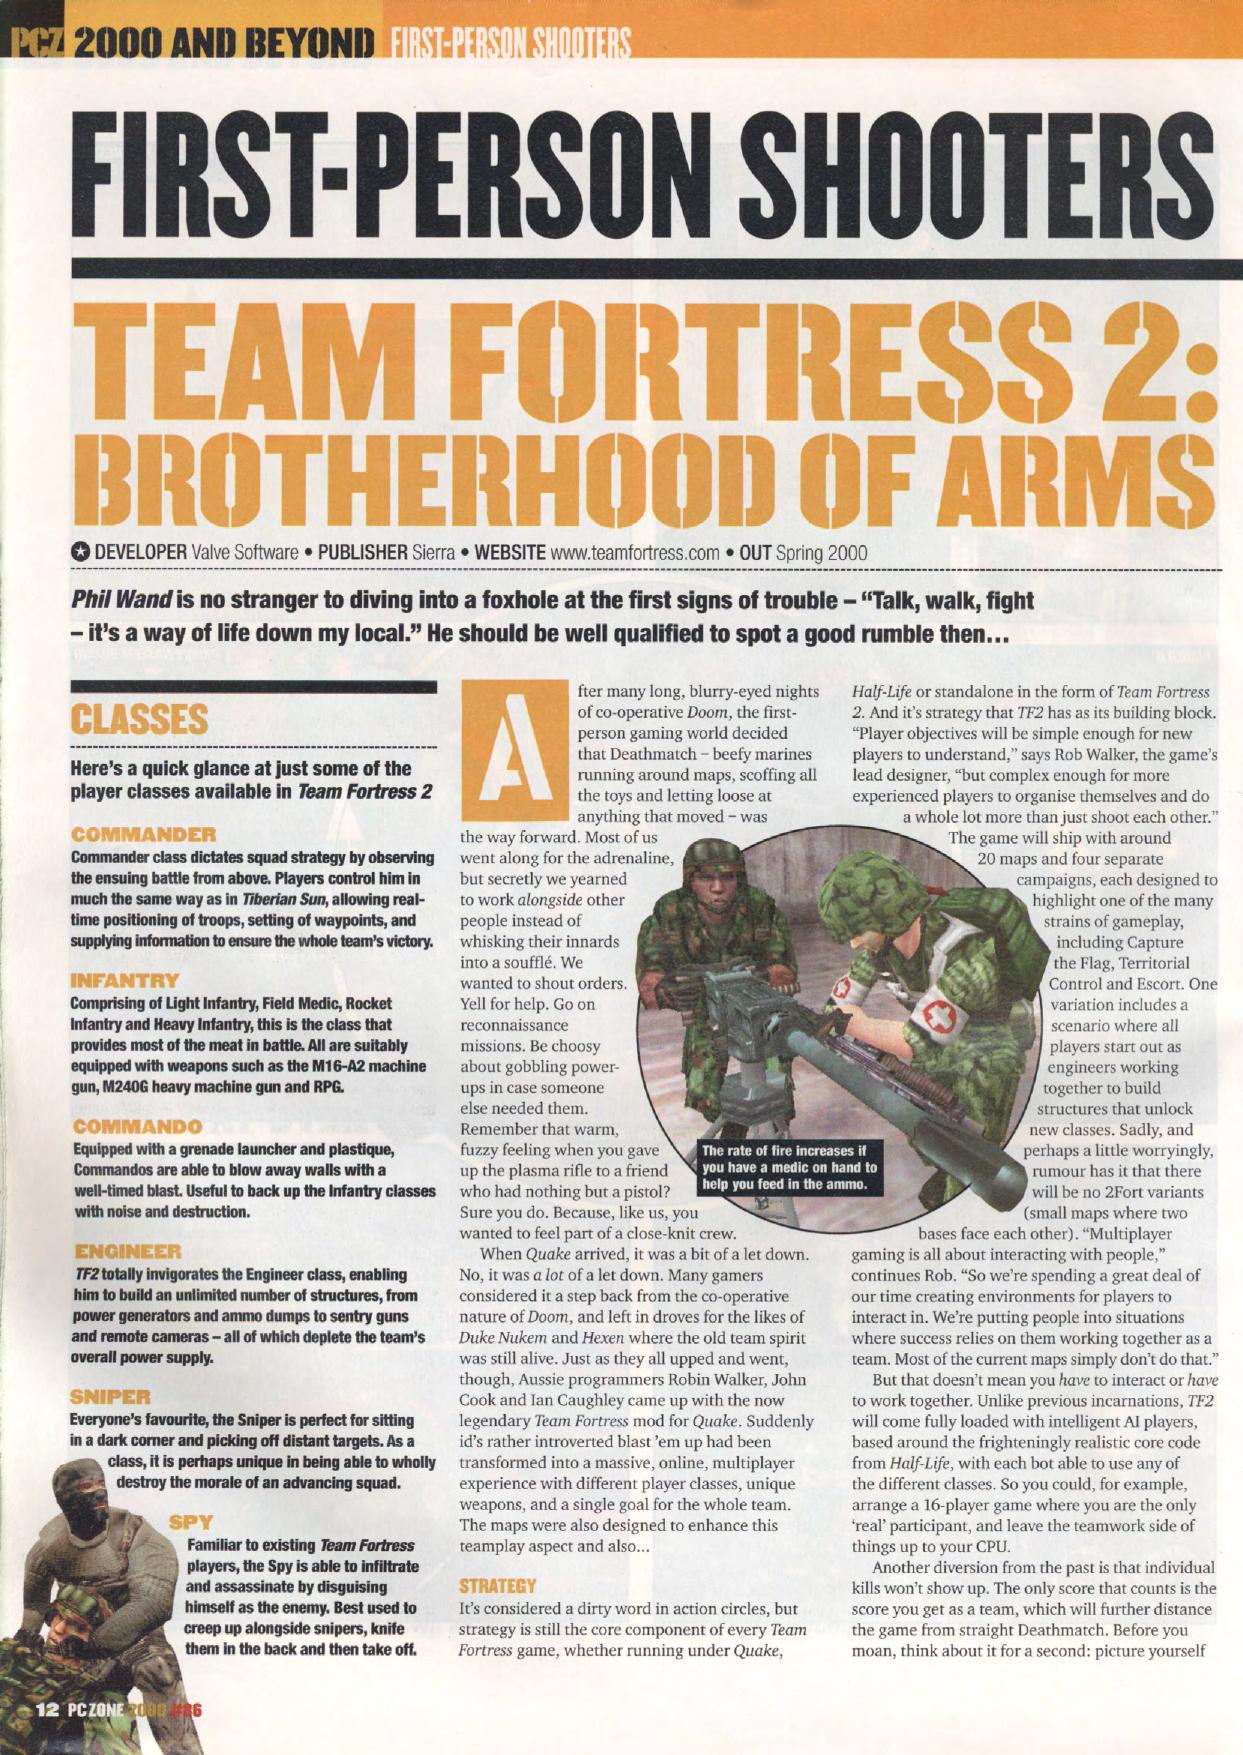 PCZ 2000 AND BEYOND FIRST-PERSON SHOOTERS
FIRST-PERSON SHOOTERS
TEAM FORTRESS 2:
BROTHERHOOD OF ARMS
DEVELOPER Valve Software • PUBLISHER Sierra • WEBSITE www.teamfortress.com • OUT Spring 2000
Phil Wand is no stranger to diving into a foxhole at the first signs of trouble – “Talk, walk, fight
– it's a way of life down my local.” He should be well qualified to spot a good rumble then...
CLASSES
Here's a quick glance at just some of the
player classes available in Team Fortress 2
COMMANDER
Commander class dictates squad strategy by observing
the ensuing battle from above. Players control him in
much the same way as in Tiberian Sun, allowing real-
time positioning of troops, setting of waypoints, and
supplying information to ensure the whole team's victory.
INFANTRY
Comprising of Light Infantry, Field Medic, Rocket
Infantry and Heavy Infantry, this is the class that
provides most of the meat in battle. All are suitably
equipped with weapons such as the M16-A2 machine
gun, M240G heavy machine gun and RPG.
COMMANDO
Equipped with a grenade launcher and plastique,
Commandos are able to blow away walls with a
well-timed blast. Useful to back up the Infantry classes
with noise and destruction.
ENGINEER
TF2 totally invigorates the Engineer class, enabling
him to build an unlimited number of structures, from
power generators and ammo dumps to sentry guns
and remote cameras – all of which deplete the team's
overall power supply.
SNIPER
Everyone's favourite, the Sniper is perfect for sitting
in a dark corner and picking off distant targets. As a
class, it is perhaps unique in being able to wholly
destroy the morale of an advancing squad.
SPY
Familiar to existing Team Fortress
players, the Spy is able to infiltrate
and assassinate by disguising
himself as the enemy. Best used to
creep up alongside snipers, knife
them in the back and then take off.
After many long, blurry-eyed nights
of co-operative Doom, the first-
person gaming world decided
that Deathmatch – beefy marines
running around maps, scoffing all
the toys and letting loose at
anything that moved – was
the way forward. Most of us
went along for the adrenaline,
but secretly we yearned
to work alongside other
people instead of
whisking their innards
into a soufflé. We
wanted to shout orders.
Yell for help. Go on
reconnaissance
missions. Be choosy
about gobbling power-
ups in case someone
else needed them.
Remember that warm,
fuzzy feeling when you gave
up the plasma rifle to a friend
who had nothing but a pistol?
Sure you do. Because, like us, you
wanted to feel part of a close-knit crew.
When Quake arrived, it was a bit of a let down.
No, it was a lot of a let down. Many gamers
considered it a step back from the co-operative
nature of Doom, and left in droves for the likes of
Duke Nukem and Hexen where the old team spirit
was still alive. Just as they all upped and went,
though, Aussie programmers Robin Walker, John
Cook and Ian Caughley came up with the now
legendary Team Fortress mod for Quake. Suddenly
id's rather introverted blast 'em up had been
transformed into a massive, online, multiplayer
experience with different player classes, unique
weapons, and a single goal for the whole team.
The maps were also designed to enhance this
teamplay aspect and also...
STRATEGY
It's considered a dirty word in action circles, but
strategy is still the core component of every Team
Fortress game, whether running under Quake,
The rate of fire increases if
you have a medic on hand to
help you feed in the ammo.
Half-Life or standalone in the form of Team Fortress
2. And it's strategy that TF2 has as its building block.
“Player objectives will be simple enough for new
players to understand,” says Rob Walker, the game's
lead designer, “but complex enough for more
experienced players to organise themselves and do
a whole lot more than just shoot each other.”
The game will ship with around
20 maps and four separate
campaigns, each designed to
highlight one of the many
strains of gameplay,
including Capture
the Flag, Territorial
Control and Escort. One
variation includes a
scenario where all
players start out as
engineers working
together to build
structures that unlock
new classes. Sadly, and
perhaps a little worryingly,
rumour has it that there
will be no 2Fort variants
(small maps where two
bases face each other). “Multiplayer
gaming is all about interacting with people,”
continues Rob. “So we're spending a great deal of
our time creating environments for players to
interact in. We're putting people into situations
where success relies on them working together as a
team. Most of the current maps simply don't do that.”
But that doesn't mean you have to interact or have
to work together. Unlike previous incarnations, TF2
will come fully loaded with intelligent AI players,
based around the frighteningly realistic core code
from Half-Life, with each bot able to use any of
the different classes. So you could, for example,
arrange a 16-player game where you are the only
‘real’ participant, and leave the teamwork side of
things up to your CPU.
Another diversion from the past is that individual
kills won't show up. The only score that counts is the
score you get as a team, which will further distance
the game from straight Deathmatch. Before you
moan, think about it for a second: picture yourself
12 PC ZONE 2000 #86